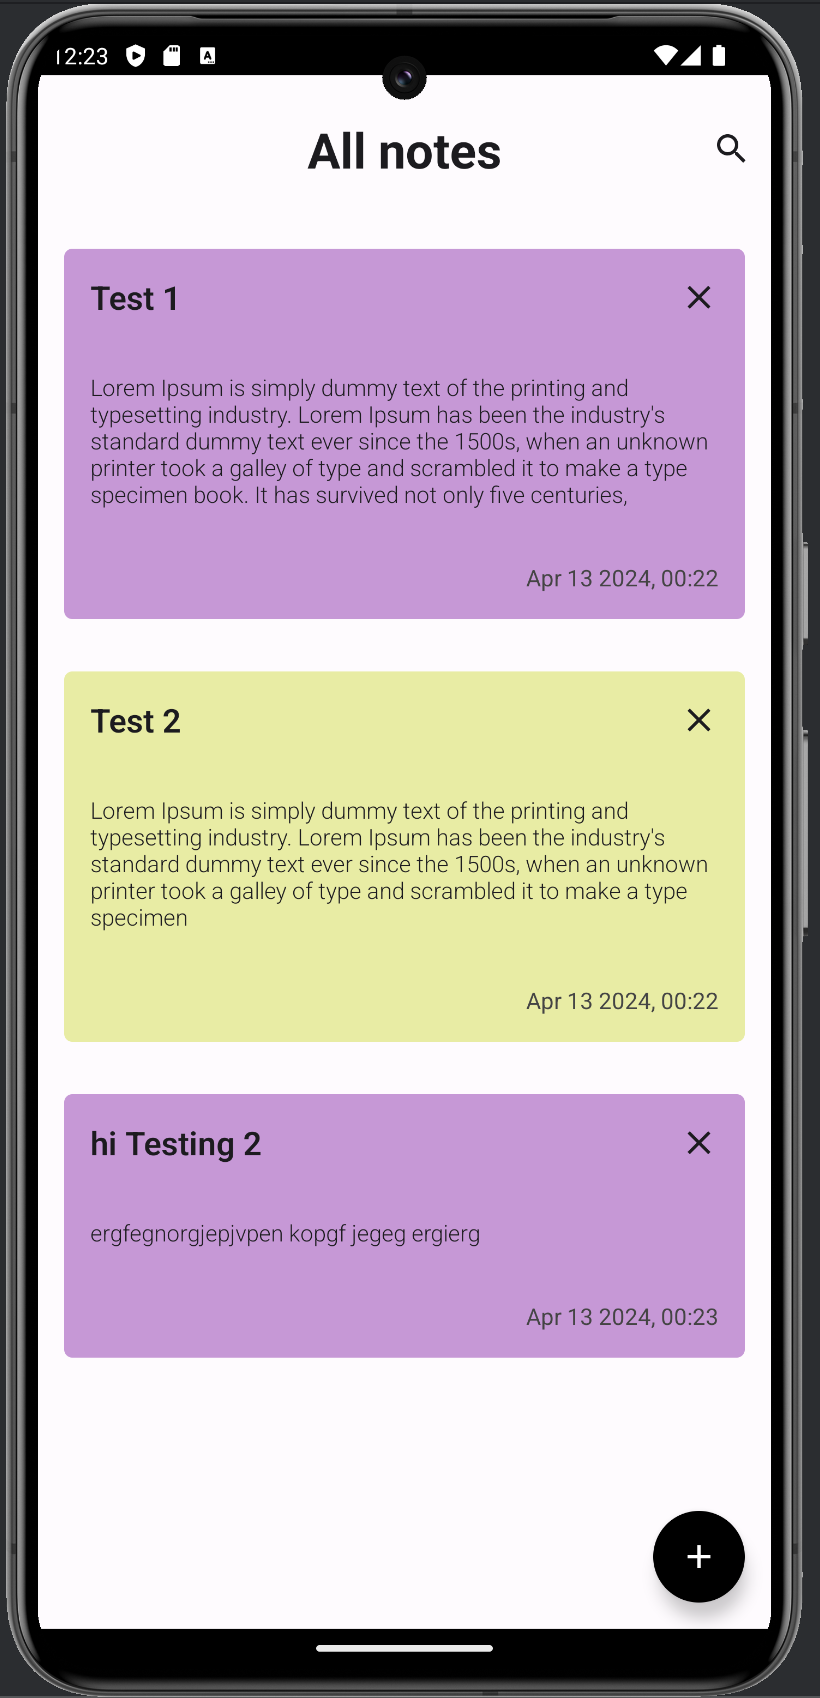 12:23
All notes
Test 1
Lorem Ipsum is simply dummy text of the printing and
typesetting industry. Lorem Ipsum has been the industry's
standard dummy text ever since the 1500s, when an unknown
printer took a galley of type and scrambled it to make a type
specimen book. It has survived not only five centuries,
Apr 13 2024, 00:22
Test 2
Lorem Ipsum is simply dummy text of the printing and
typesetting industry. Lorem Ipsum has been the industry's
standard dummy text ever since the 1500s, when an unknown
printer took a galley of type and scrambled it to make a type
specimen
Apr 13 2024, 00:22
hi Testing 2
ergfegnorgjepjvpen kopgf jegeg ergierg
Apr 13 2024, 00:23